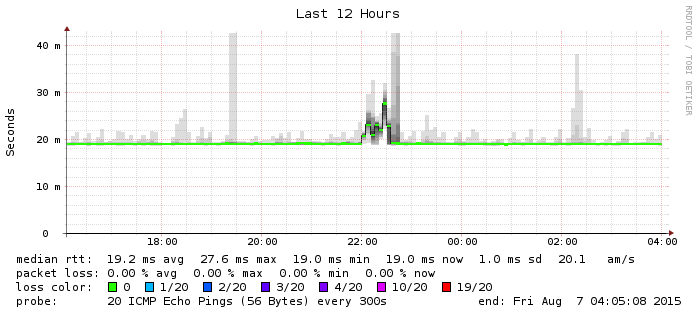 Last 12 Hours
RRDTOOL / TOBI OETIKER
Seconds
40 m
30 m
20 m
10 m
0
18:00 20:00 22:00 00:00 02:00 04:00
median rtt: 19.2 ms avg 27.6 ms max 19.0 ms min 19.0 ms now 1.0 ms sd 20.1 am/s
packet loss: 0.00 % avg 0.00 % max 0.00 % min 0.00 % now
loss color: 0 1/20 2/20 3/20 4/20 10/20 19/20
probe: 20 ICMP Echo Pings (56 Bytes) every 300s end: Fri Aug 7 04:05:08 2015